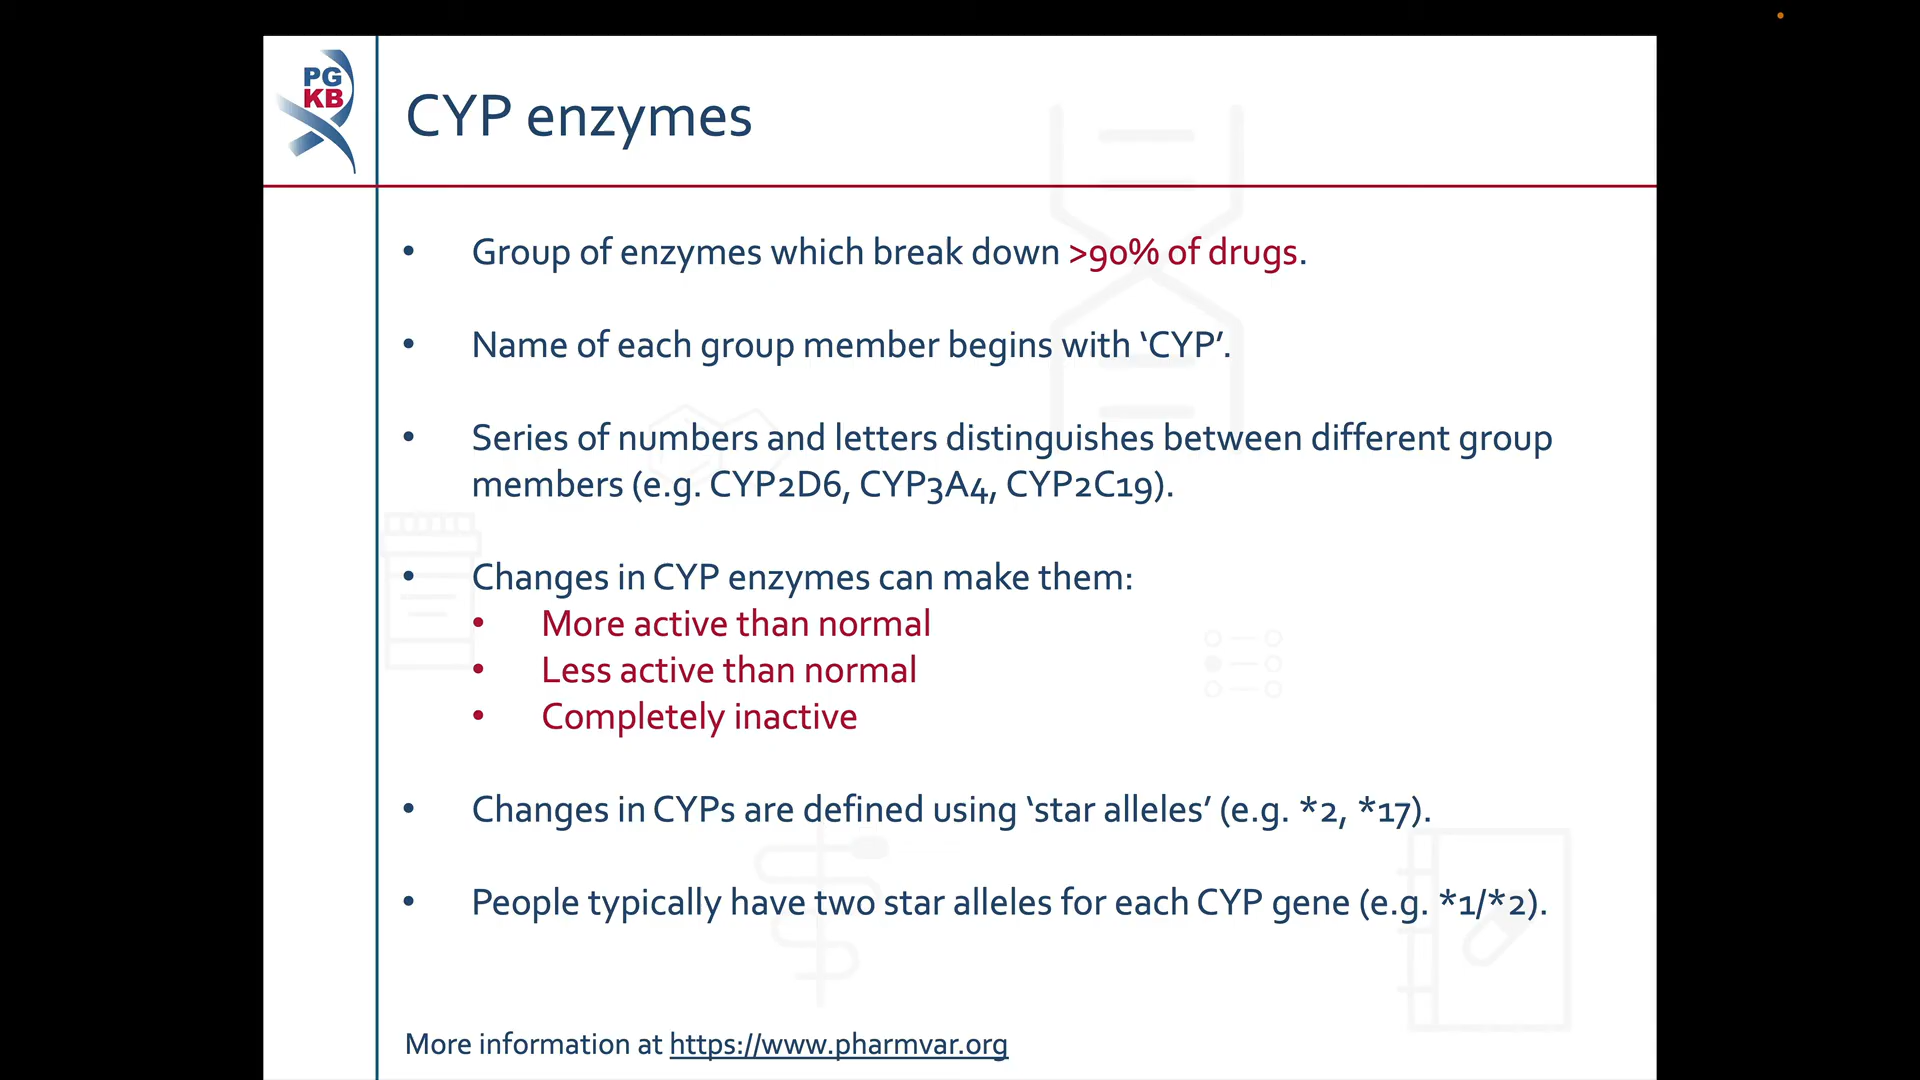 PG
KB
CYP enzymes
• Group of enzymes which break down >90% of drugs.
• Name of each group member begins with ‘CYP’.
• Series of numbers and letters distinguishes between different group
members (e.g. CYP2D6, CYP3A4, CYP2C19).
• Changes in CYP enzymes can make them:
• More active than normal
• Less active than normal
• Completely inactive
• Changes in CYPs are defined using ‘star alleles’ (e.g. *2, *17).
• People typically have two star alleles for each CYP gene (e.g. *1/*2).
More information at https://www.pharmvar.org